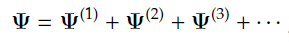 Ψ = Ψ(1) + Ψ(2) + Ψ(3) + ···